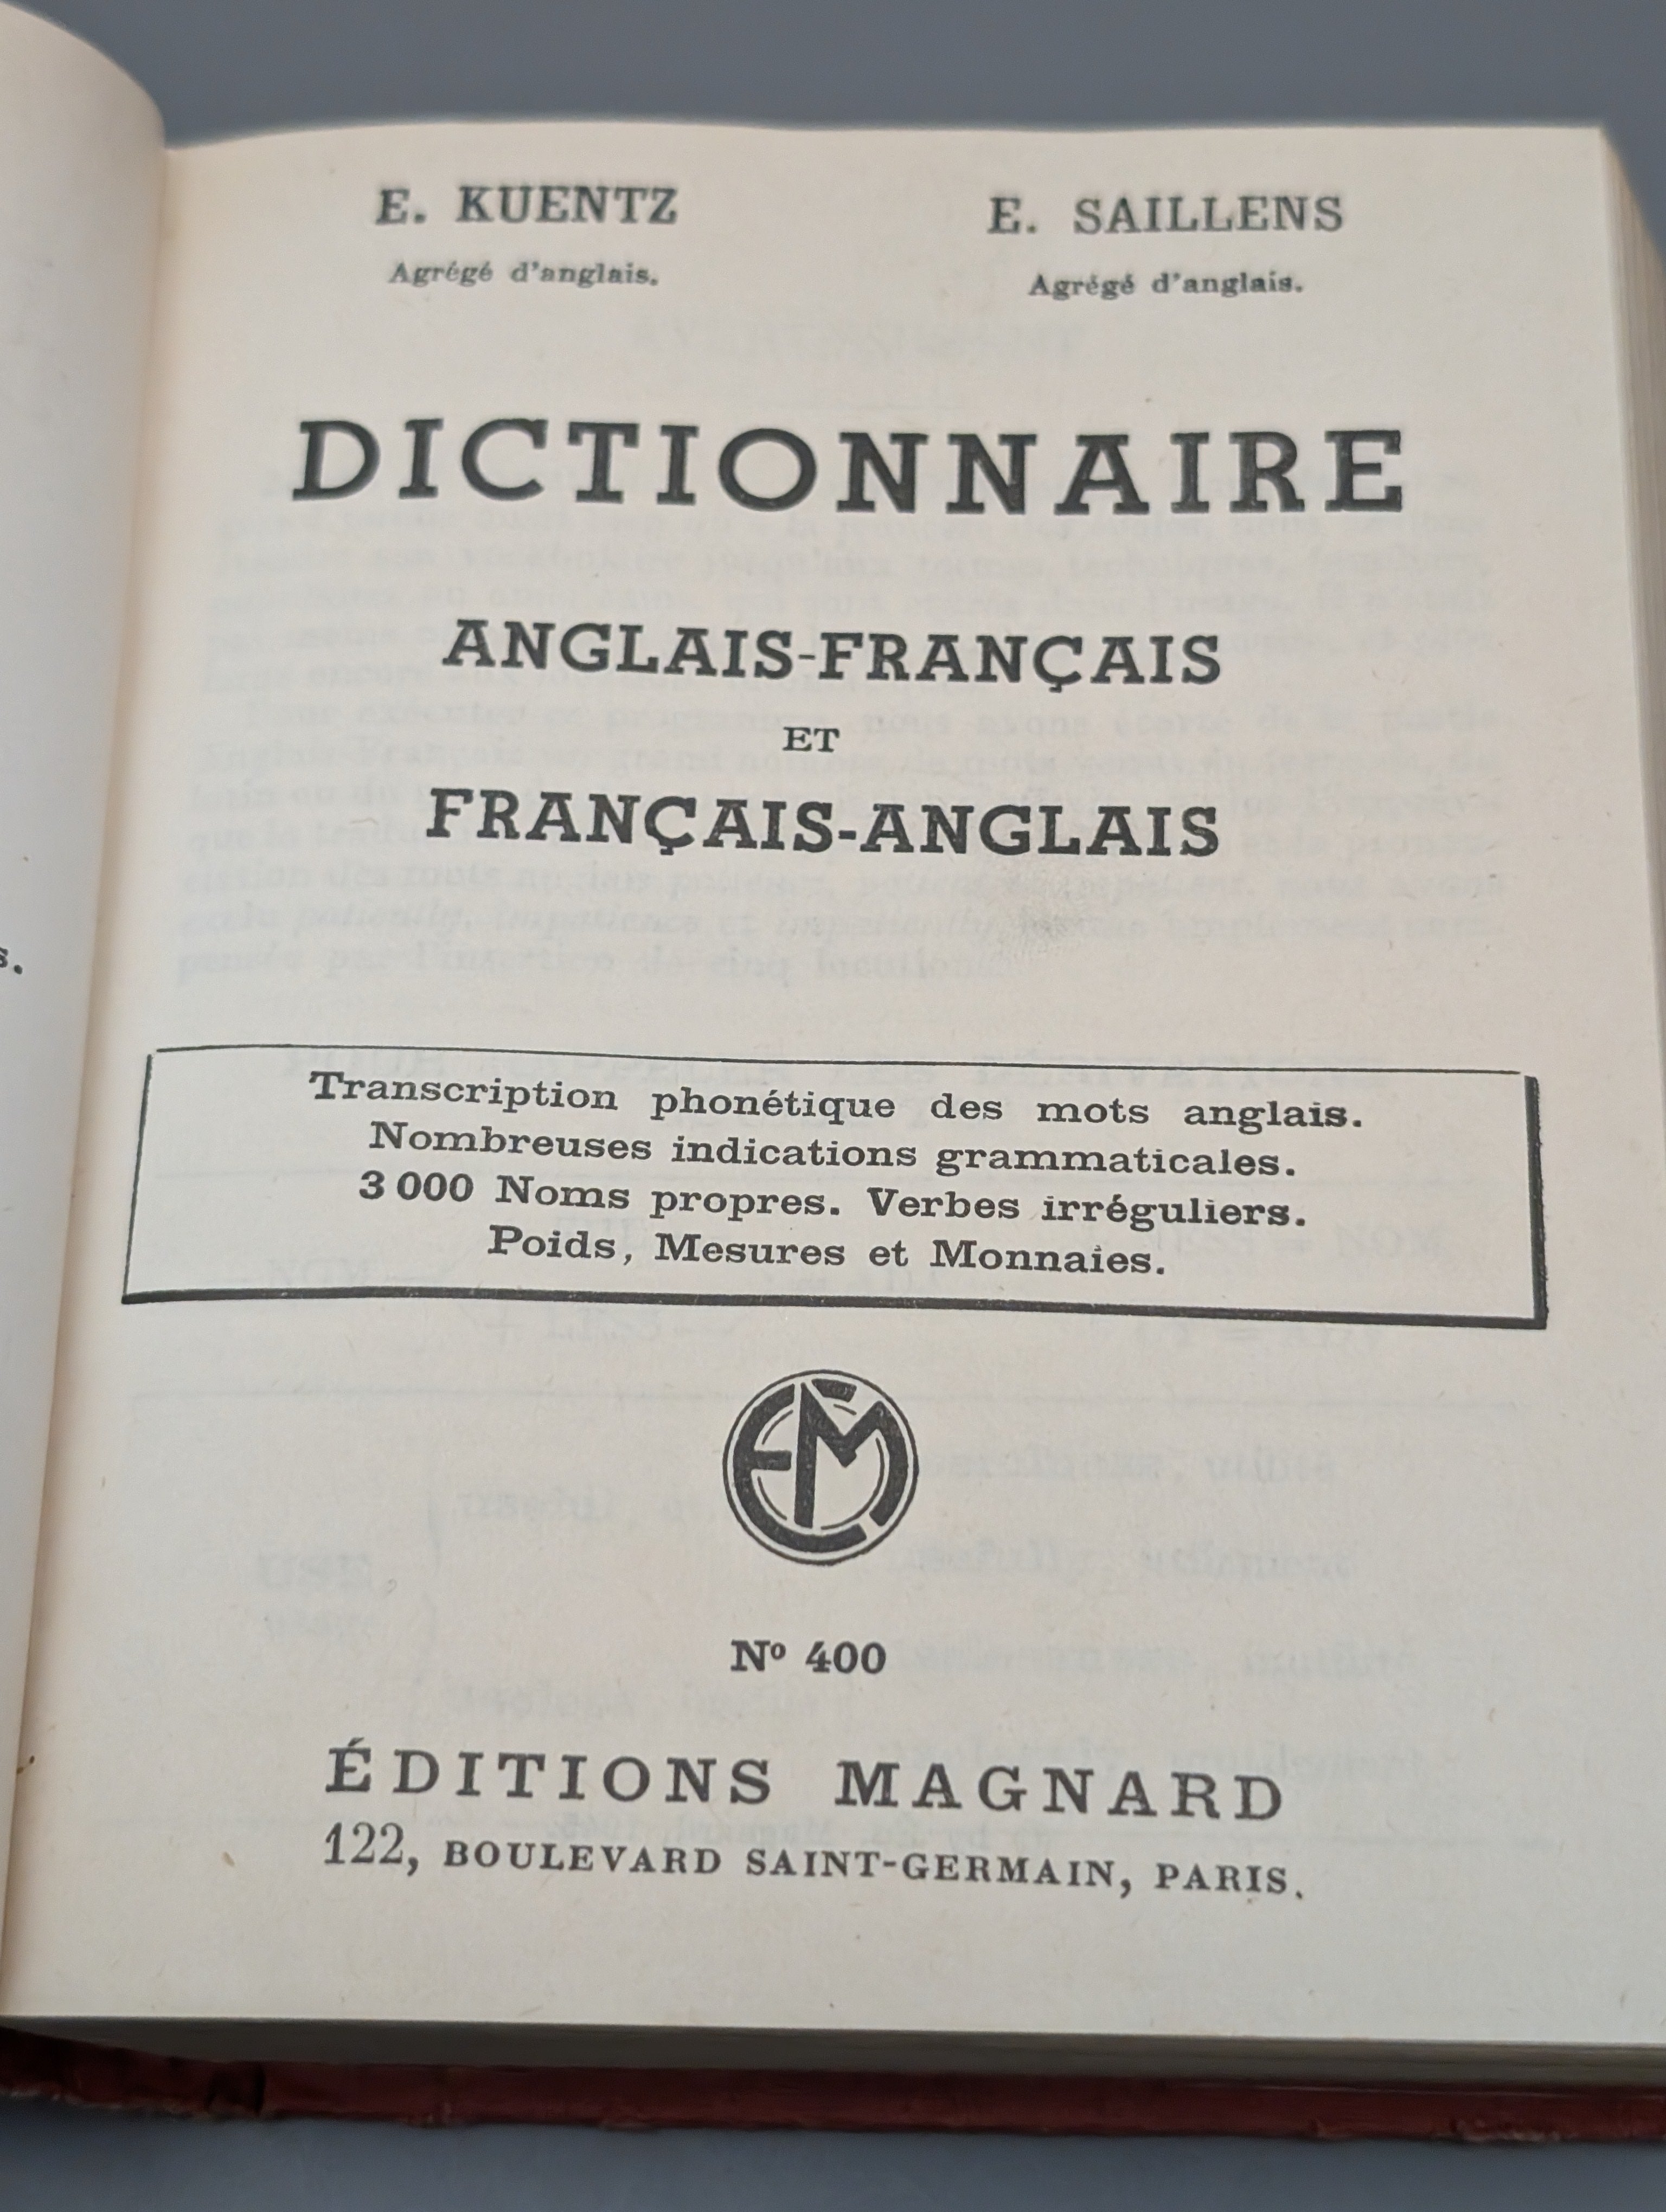 E. KUENTZ
Agrégé d'anglais.
E. SAILLENS
Agrégé d'anglais.
DICTIONNAIRE
ANGLAIS-FRANÇAIS
ET
FRANÇAIS-ANGLAIS
Transcription phonétique des mots anglais.
Nombreuses indications grammaticales.
3 000 Noms propres. Verbes irréguliers.
Poids, Mesures et Monnaies.
EM
Nº 400
ÉDITIONS MAGNARD
122, BOULEVARD SAINT-GERMAIN, PARIS.